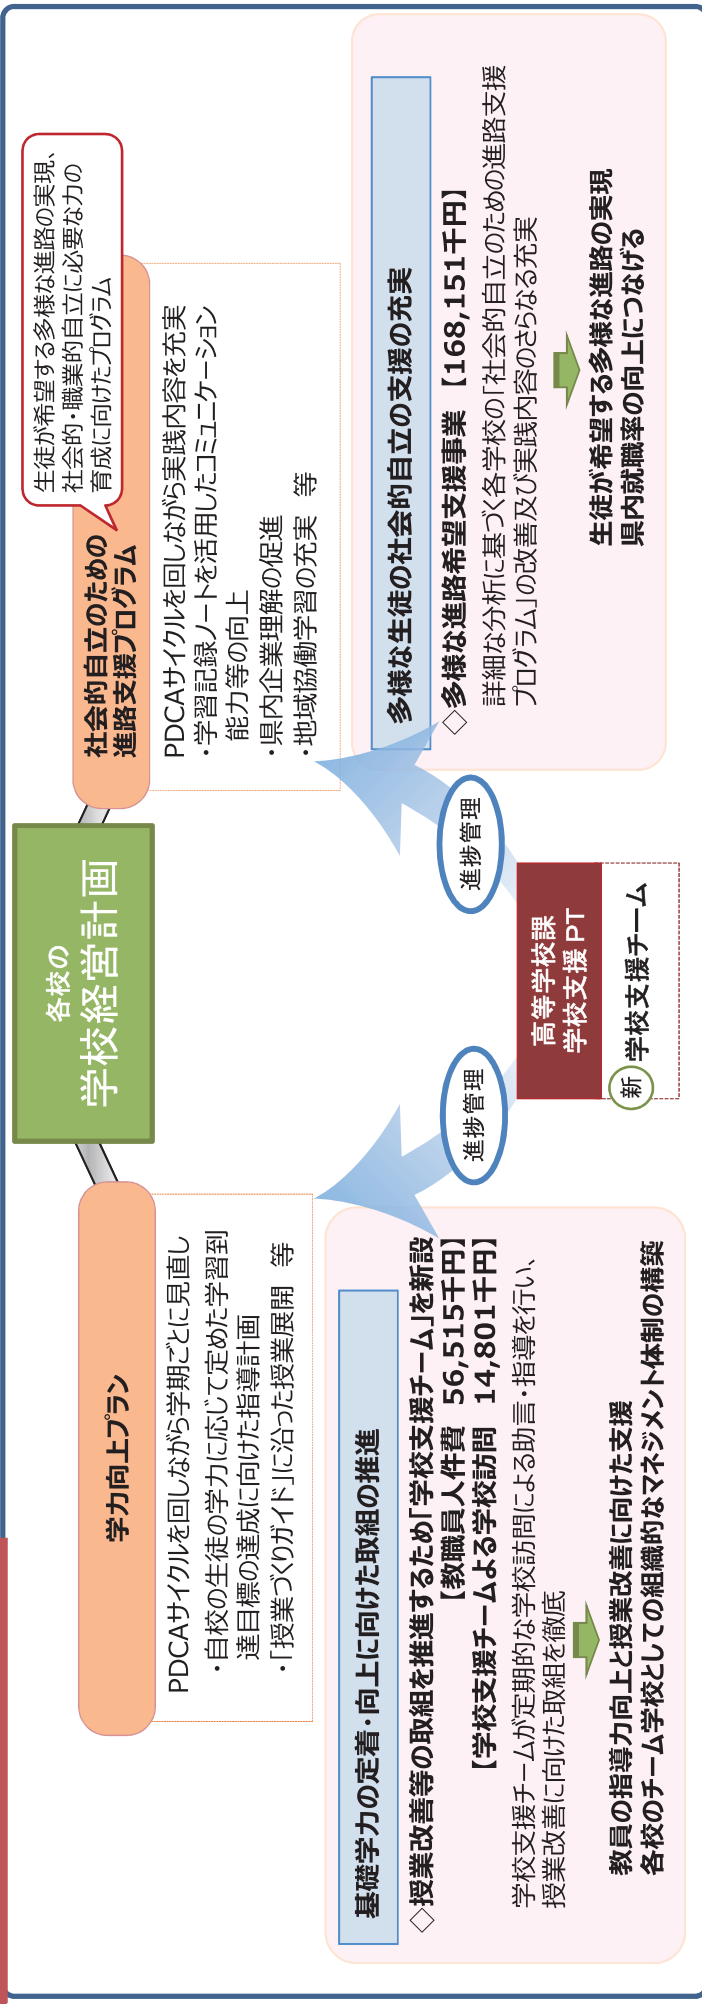 各校の
学校経営計画
学力向上プラン
PDCAサイクルを回しながら学期ごとに見直し
・自校の生徒の学力に応じて定めた学習到
達目標の達成に向けた指導計画
・「授業づくりガイド」に沿った授業展開　等
社会的自立のための
進路支援プログラム
生徒が希望する多様な進路の実現、
社会的・職業的自立に必要な力の
育成に向けたプログラム
PDCAサイクルを回しながら実践内容を充実
・学習記録ノートを活用したコミュニケーション
能力等の向上
・県内企業理解の促進
・地域協働学習の充実　等
基礎学力の定着・向上に向けた取組の推進
◇授業改善等の取組を推進するため「学校支援チーム」を新設
【教職員人件費　56,515千円】
【学校支援チームよる学校訪問　14,801千円】
学校支援チームが定期的な学校訪問による助言・指導を行い、
授業改善に向けた取組を徹底
教員の指導力向上と授業改善に向けた支援
各校のチーム学校としての組織的なマネジメント体制の構築
進捗管理
進捗管理
高等学校課
学校支援PT
新 学校支援チーム
多様な生徒の社会的自立の支援の充実
◇多様な進路希望支援事業　【168,151千円】
詳細な分析に基づく各学校の「社会的自立のための進路支援
プログラム」の改善及び実践内容のさらなる充実
生徒が希望する多様な進路の実現
県内就職率の向上につなげる